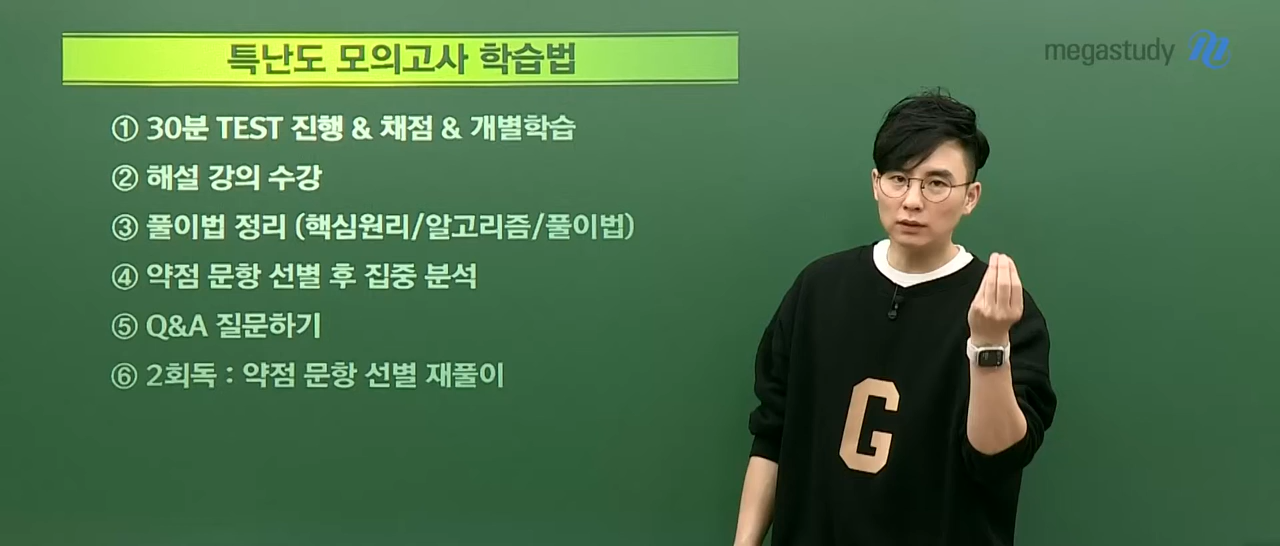 특난도 모의고사 학습법
megastudy
① 30분 TEST 진행 & 채점 & 개별학습
② 해설 강의 수강
③ 풀이법 정리 (핵심원리/알고리즘/풀이법)
④ 약점 문항 선별 후 집중 분석
⑤ Q&A 질문하기
⑥ 2회독 : 약점 문항 선별 재풀이
G